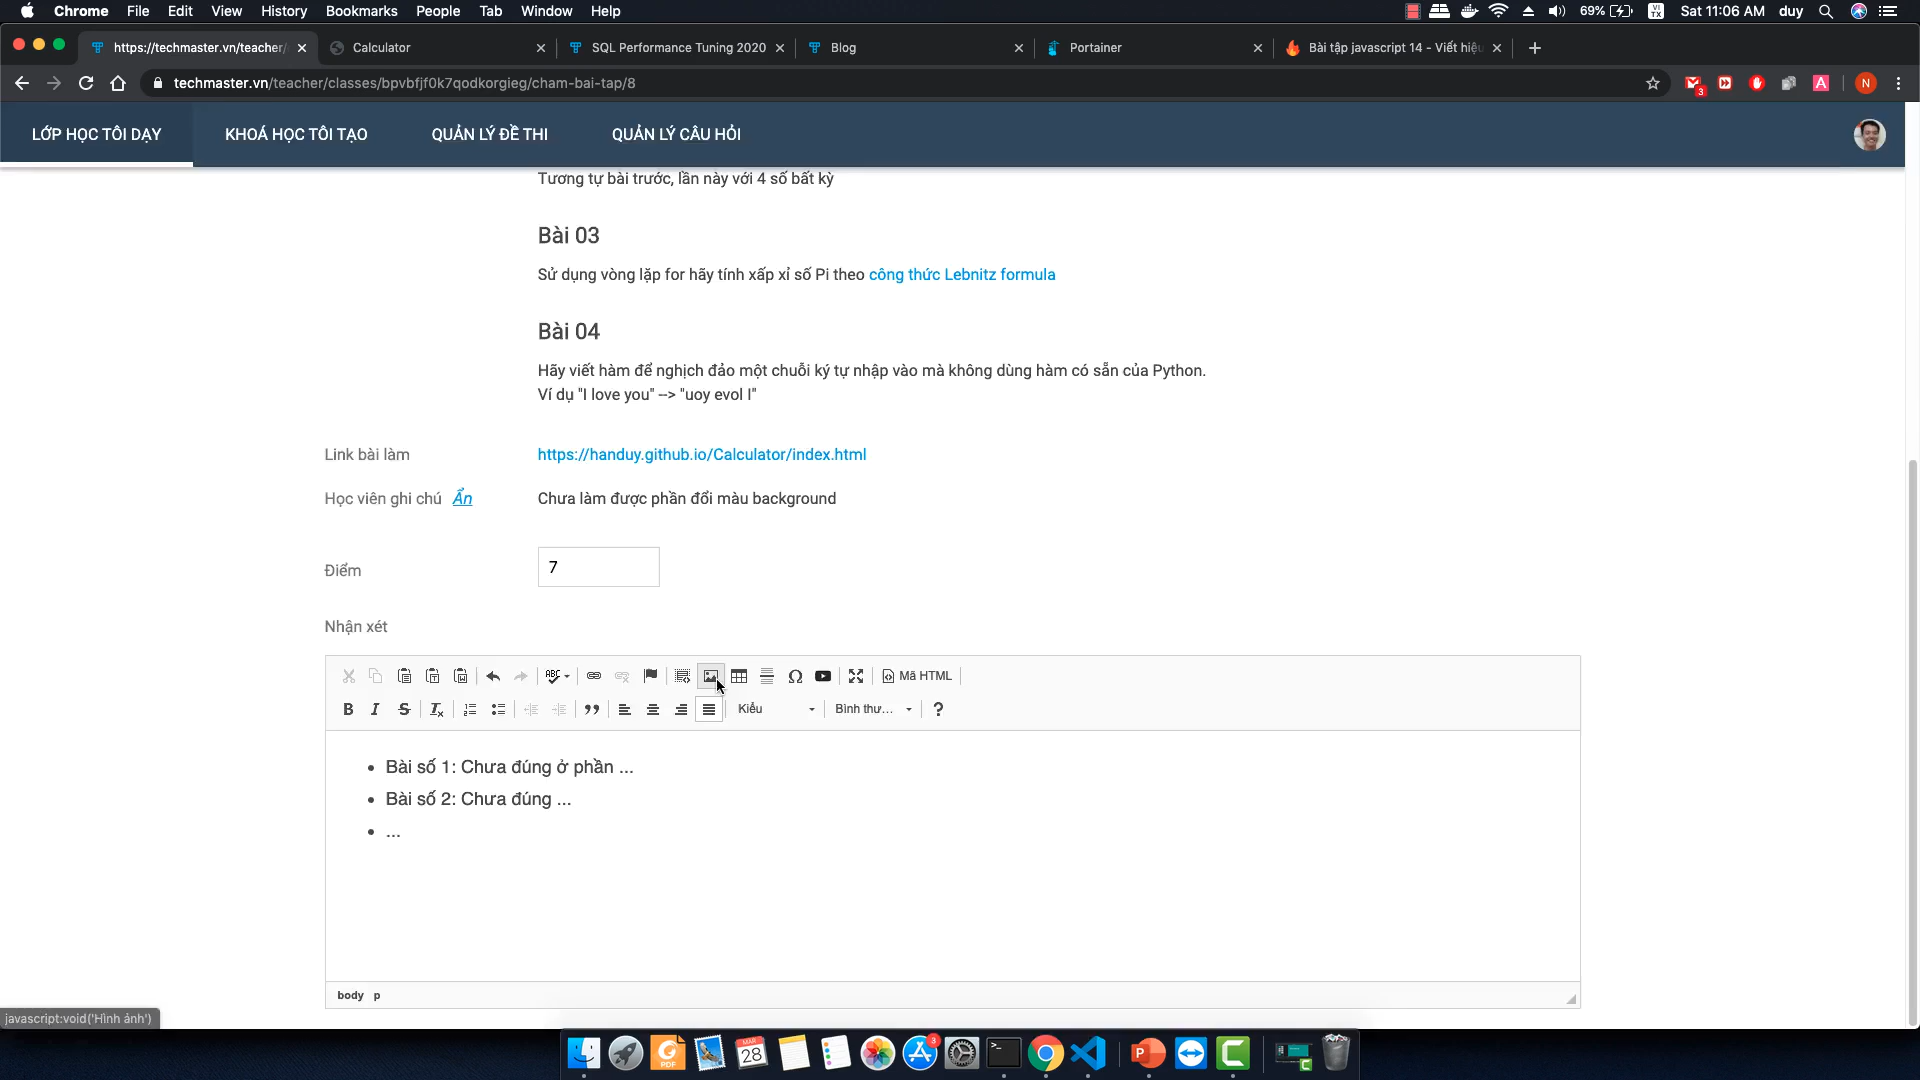 Chrome File Edit View History Bookmarks People Tab Window Help 69% VI TX Sat 11:06 AM duy
https://techmaster.vn/teacher/ Calculator SQL Performance Tuning 2020 Blog Portainer Bài tập javascript 14 - Viết hiệu
techmaster.vn/teacher/classes/bpvbfjf0k7qodkorgieg/cham-bai-tap/8 3 A N
LỚP HỌC TÔI DẠY KHOÁ HỌC TÔI TẠO QUẢN LÝ ĐỀ THI QUẢN LÝ CÂU HỎI
Tương tự bài trước, lần này với 4 số bất kỳ
Bài 03
Sử dụng vòng lặp for hãy tính xấp xỉ số Pi theo công thức Lebnitz formula
Bài 04
Hãy viết hàm để nghịch đảo một chuỗi ký tự nhập vào mà không dùng hàm có sẵn của Python.
Ví dụ "I love you" --> "uoy evol I"
Link bài làm https://handuy.github.io/Calculator/index.html
Học viên ghi chú Ẩn Chưa làm được phần đổi màu background
Điểm 7
Nhận xét
ABC Mã HTML
B I S Kiểu Bình thư... ?
Bài số 1: Chưa đúng ở phần ...
Bài số 2: Chưa đúng ...
...
body p
javascript:void('Hình ảnh')
PDF MAR 28 3